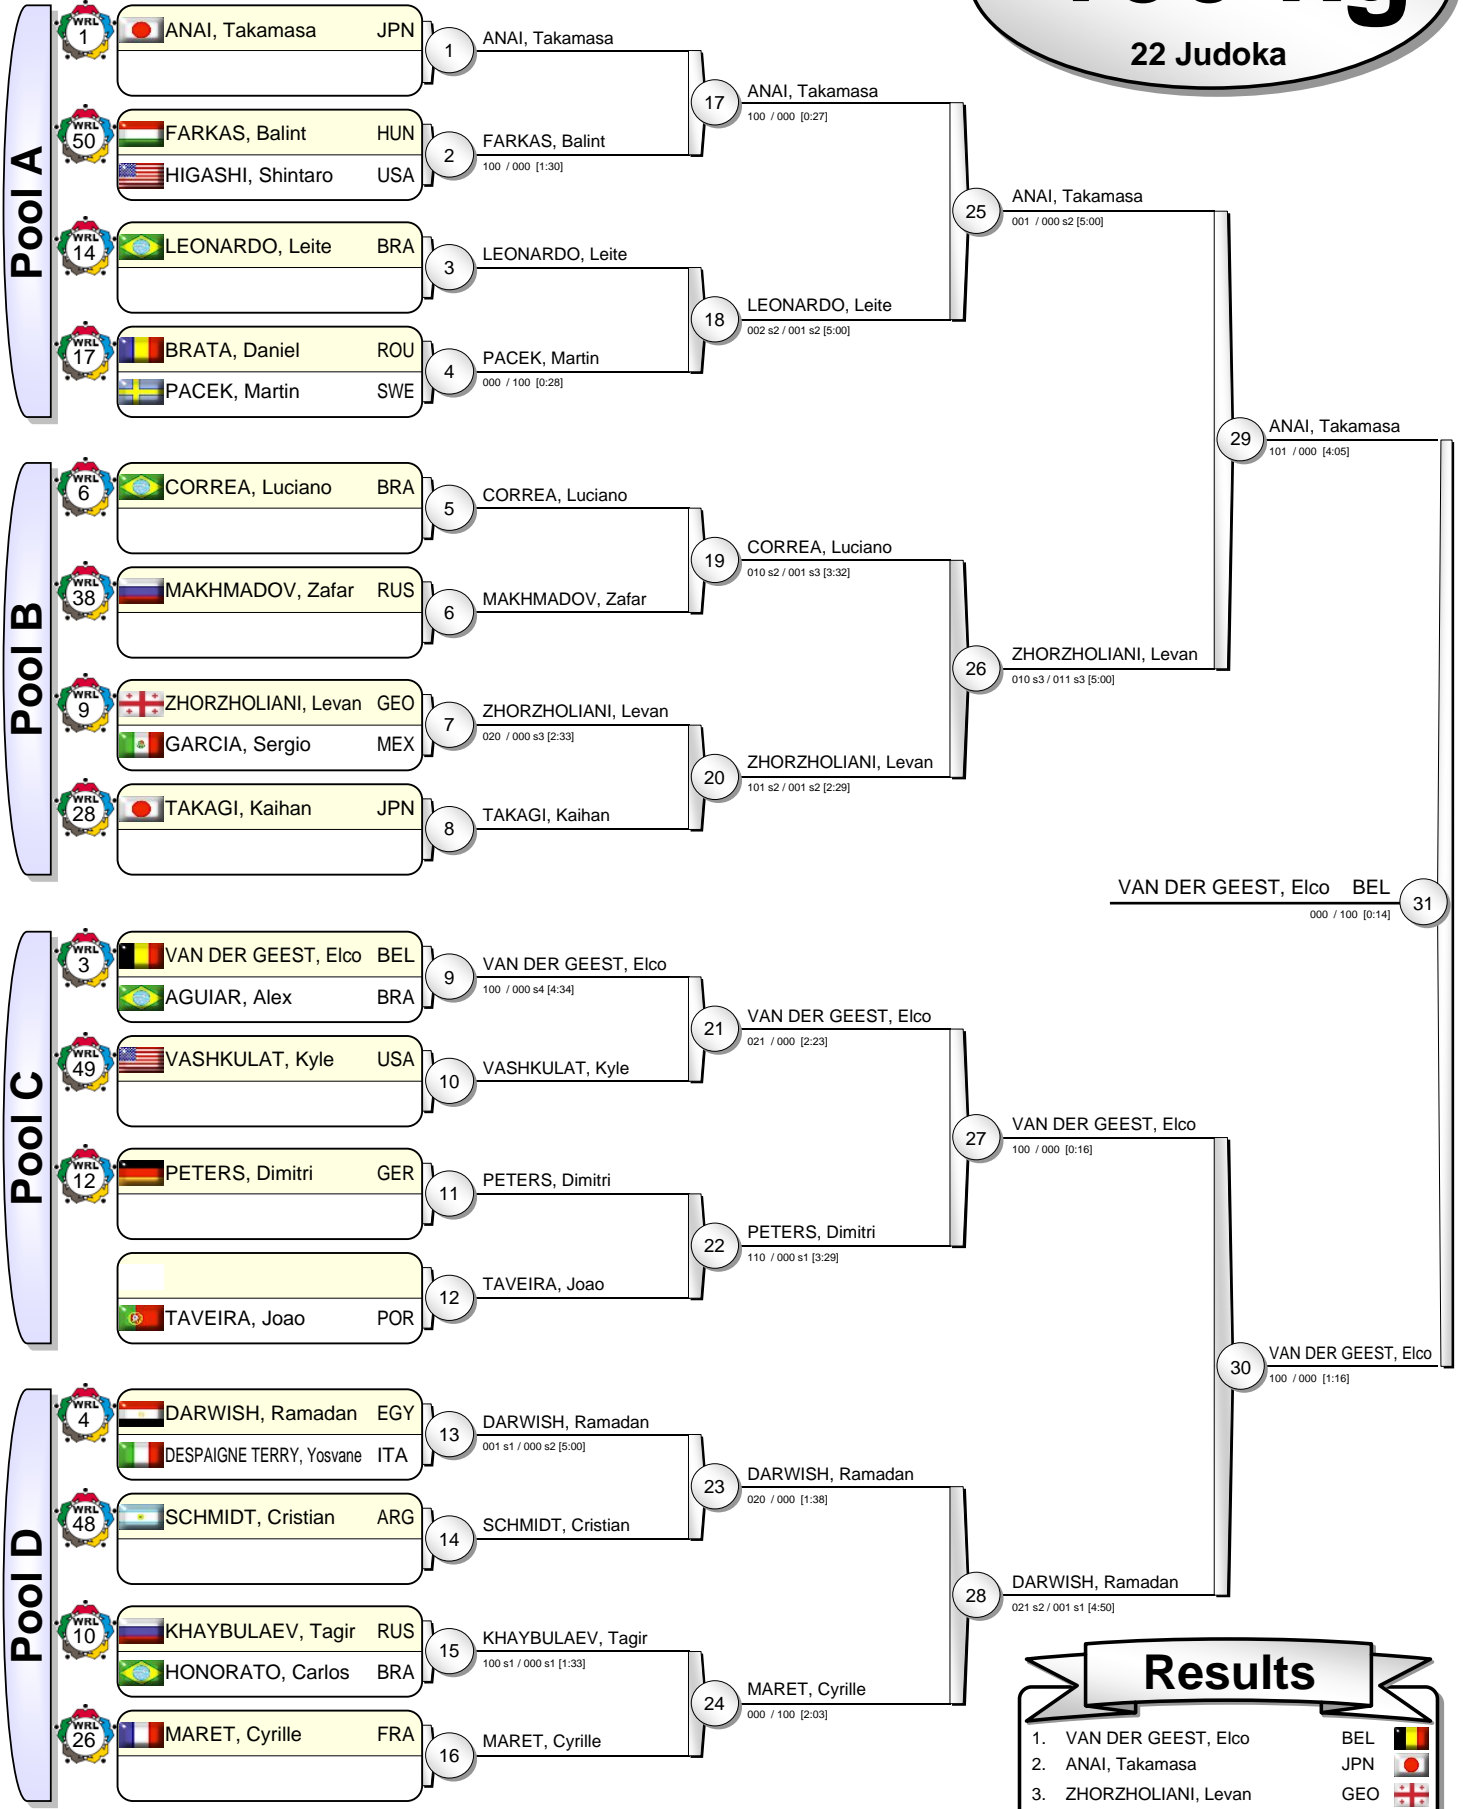 22 Judoka
Pool A
WRL 1 ANAI, Takamasa JPN
WRL 50 FARKAS, Balint HUN
HIGASHI, Shintaro USA
WRL 14 LEONARDO, Leite BRA
WRL 17 BRATA, Daniel ROU
PACEK, Martin SWE
1 ANAI, Takamasa
2 FARKAS, Balint
100 / 000 [1:30]
3 LEONARDO, Leite
4 PACEK, Martin
000 / 100 [0:28]
17 ANAI, Takamasa
100 / 000 [0:27]
18 LEONARDO, Leite
002 s2 / 001 s2 [5:00]
25 ANAI, Takamasa
001 / 000 s2 [5:00]
Pool B
WRL 6 CORREA, Luciano BRA
WRL 38 MAKHMADOV, Zafar RUS
WRL 9 ZHORZHOLIANI, Levan GEO
GARCIA, Sergio MEX
WRL 28 TAKAGI, Kaihan JPN
5 CORREA, Luciano
6 MAKHMADOV, Zafar
7 ZHORZHOLIANI, Levan
020 / 000 s3 [2:33]
8 TAKAGI, Kaihan
19 CORREA, Luciano
010 s2 / 001 s3 [3:32]
20 ZHORZHOLIANI, Levan
101 s2 / 001 s2 [2:29]
26 ZHORZHOLIANI, Levan
010 s3 / 011 s3 [5:00]
29 ANAI, Takamasa
101 / 000 [4:05]
VAN DER GEEST, Elco BEL 31
000 / 100 [0:14]
Pool C
WRL 3 VAN DER GEEST, Elco BEL
AGUIAR, Alex BRA
WRL 49 VASHKULAT, Kyle USA
WRL 12 PETERS, Dimitri GER
TAVEIRA, Joao POR
9 VAN DER GEEST, Elco
100 / 000 s4 [4:34]
10 VASHKULAT, Kyle
11 PETERS, Dimitri
12 TAVEIRA, Joao
21 VAN DER GEEST, Elco
021 / 000 [2:23]
22 PETERS, Dimitri
110 / 000 s1 [3:29]
27 VAN DER GEEST, Elco
100 / 000 [0:16]
Pool D
WRL 4 DARWISH, Ramadan EGY
DESPAIGNE TERRY, Yosvane ITA
WRL 48 SCHMIDT, Cristian ARG
WRL 10 KHAYBULAEV, Tagir RUS
HONORATO, Carlos BRA
WRL 26 MARET, Cyrille FRA
13 DARWISH, Ramadan
001 s1 / 000 s2 [5:00]
14 SCHMIDT, Cristian
15 KHAYBULAEV, Tagir
100 s1 / 000 s1 [1:33]
16 MARET, Cyrille
23 DARWISH, Ramadan
020 / 000 [1:38]
24 MARET, Cyrille
000 / 100 [2:03]
28 DARWISH, Ramadan
021 s2 / 001 s1 [4:50]
30 VAN DER GEEST, Elco
100 / 000 [1:16]
Results
1. VAN DER GEEST, Elco BEL
2. ANAI, Takamasa JPN
3. ZHORZHOLIANI, Levan GEO